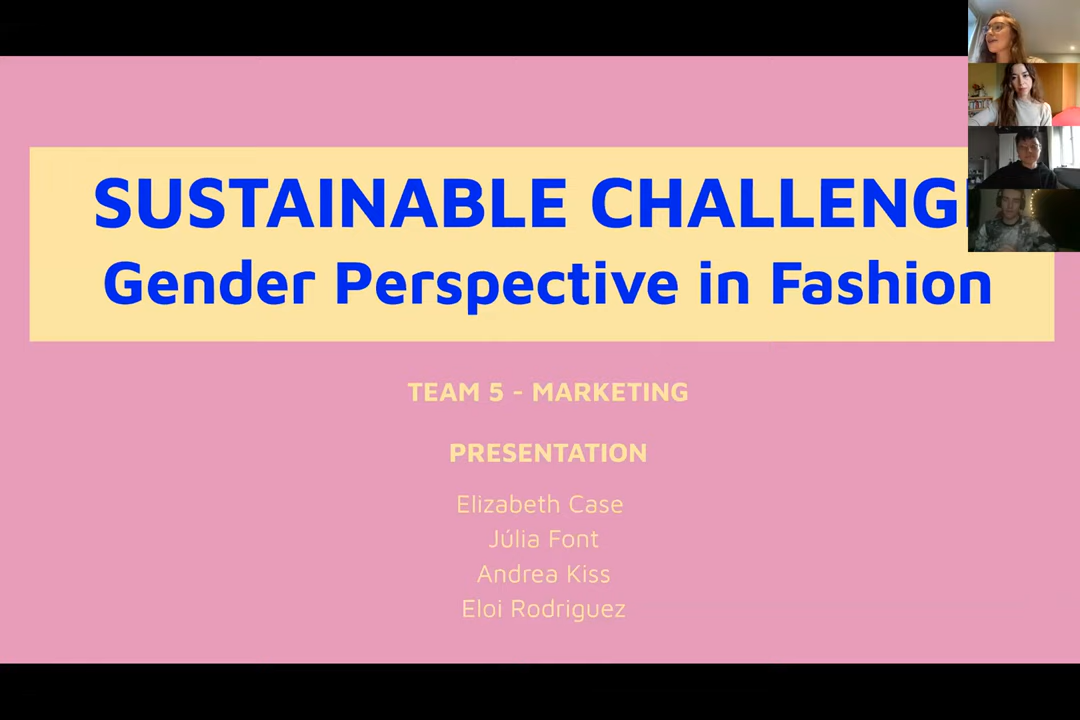 SUSTAINABLE CHALLENG
Gender Perspective in Fashion
TEAM 5 - MARKETING
PRESENTATION
Elizabeth Case
Júlia Font
Andrea Kiss
Eloi Rodriguez